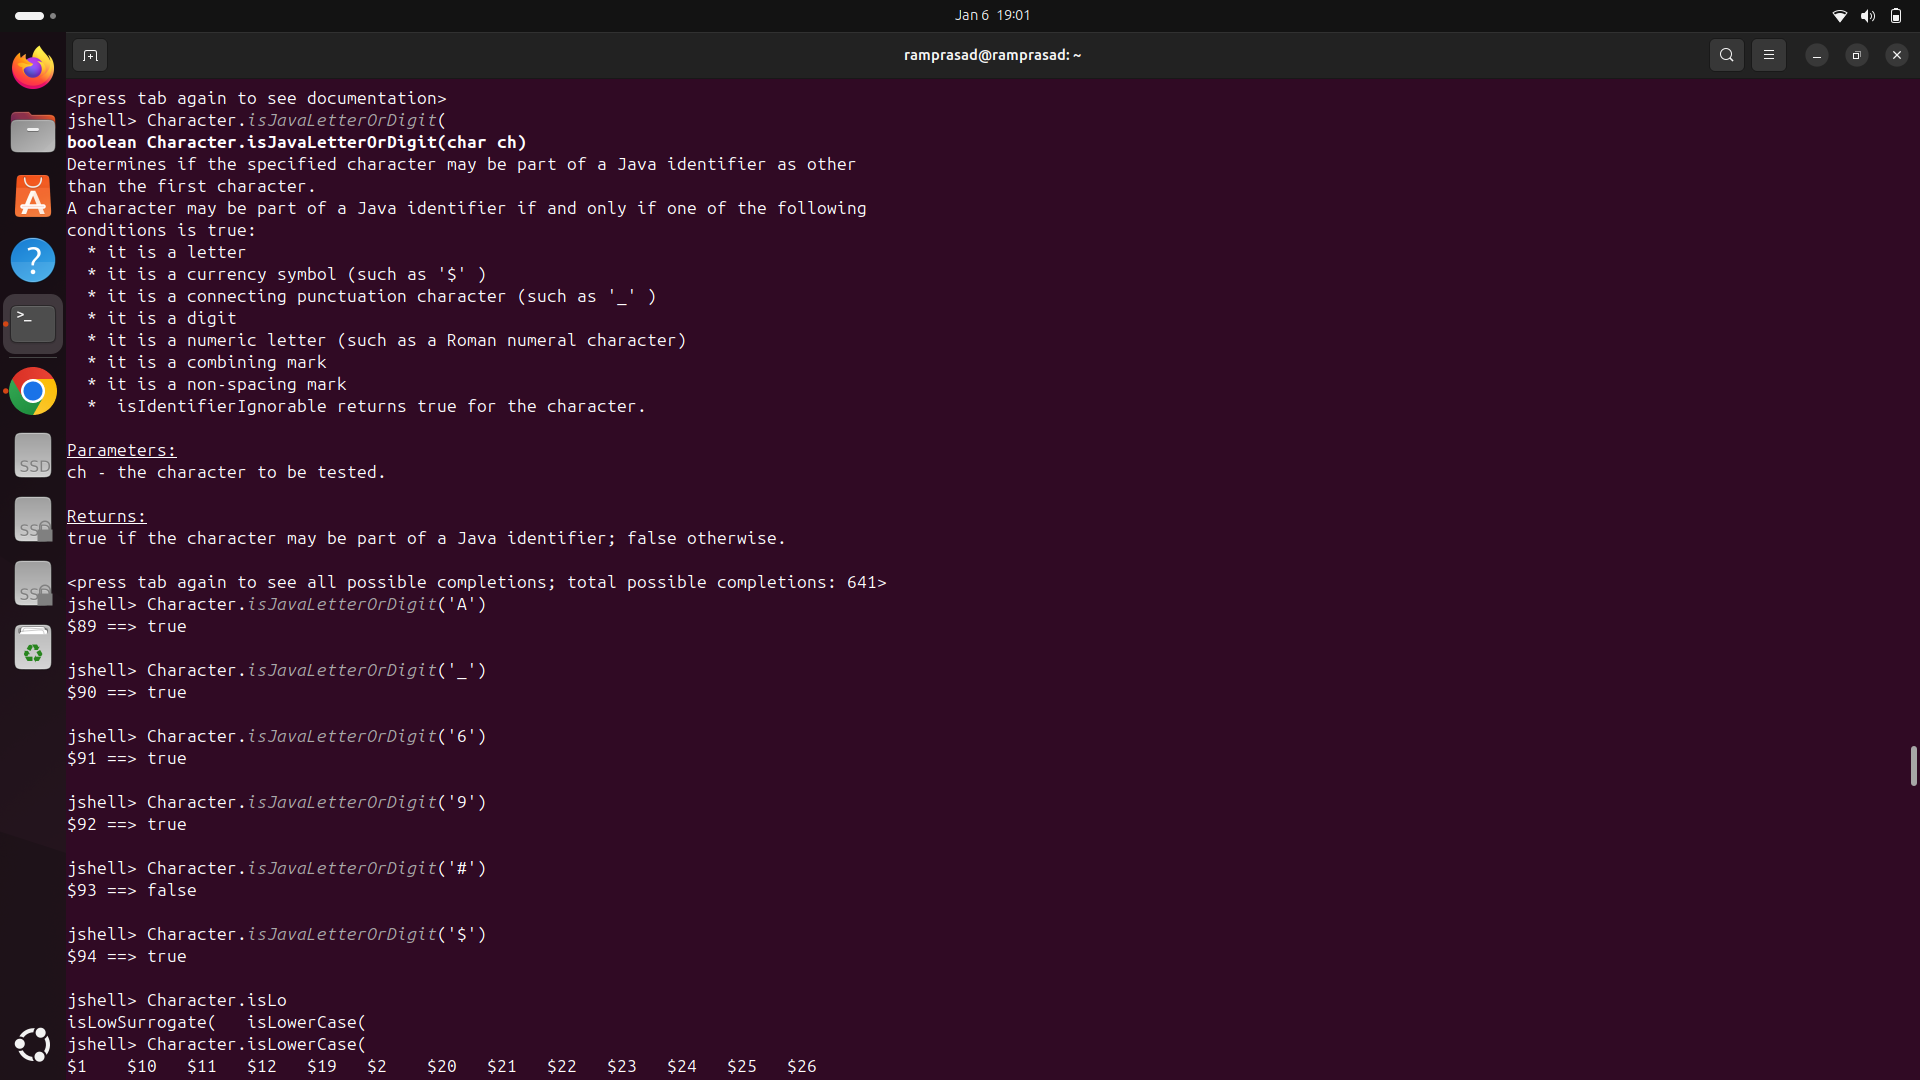 Jan 6 19:01
ramprasad@ramprasad: ~
<press tab again to see documentation>
jshell> Character.isJavaLetterOrDigit(
boolean Character.isJavaLetterOrDigit(char ch)
Determines if the specified character may be part of a Java identifier as other
than the first character.
A character may be part of a Java identifier if and only if one of the following
conditions is true:
  * it is a letter
  * it is a currency symbol (such as '$' )
  * it is a connecting punctuation character (such as '_' )
  * it is a digit
  * it is a numeric letter (such as a Roman numeral character)
  * it is a combining mark
  * it is a non-spacing mark
  *  isIdentifierIgnorable returns true for the character.
Parameters:
ch - the character to be tested.
Returns:
true if the character may be part of a Java identifier; false otherwise.
<press tab again to see all possible completions; total possible completions: 641>
jshell> Character.isJavaLetterOrDigit('A')
$89 ==> true
jshell> Character.isJavaLetterOrDigit('_')
$90 ==> true
jshell> Character.isJavaLetterOrDigit('6')
$91 ==> true
jshell> Character.isJavaLetterOrDigit('9')
$92 ==> true
jshell> Character.isJavaLetterOrDigit('#')
$93 ==> false
jshell> Character.isJavaLetterOrDigit('$')
$94 ==> true
jshell> Character.isLo
isLowSurrogate(   isLowerCase(
jshell> Character.isLowerCase(
$1    $10   $11   $12   $19   $2    $20   $21   $22   $23   $24   $25   $26
>_
SSD
SSD
SSD